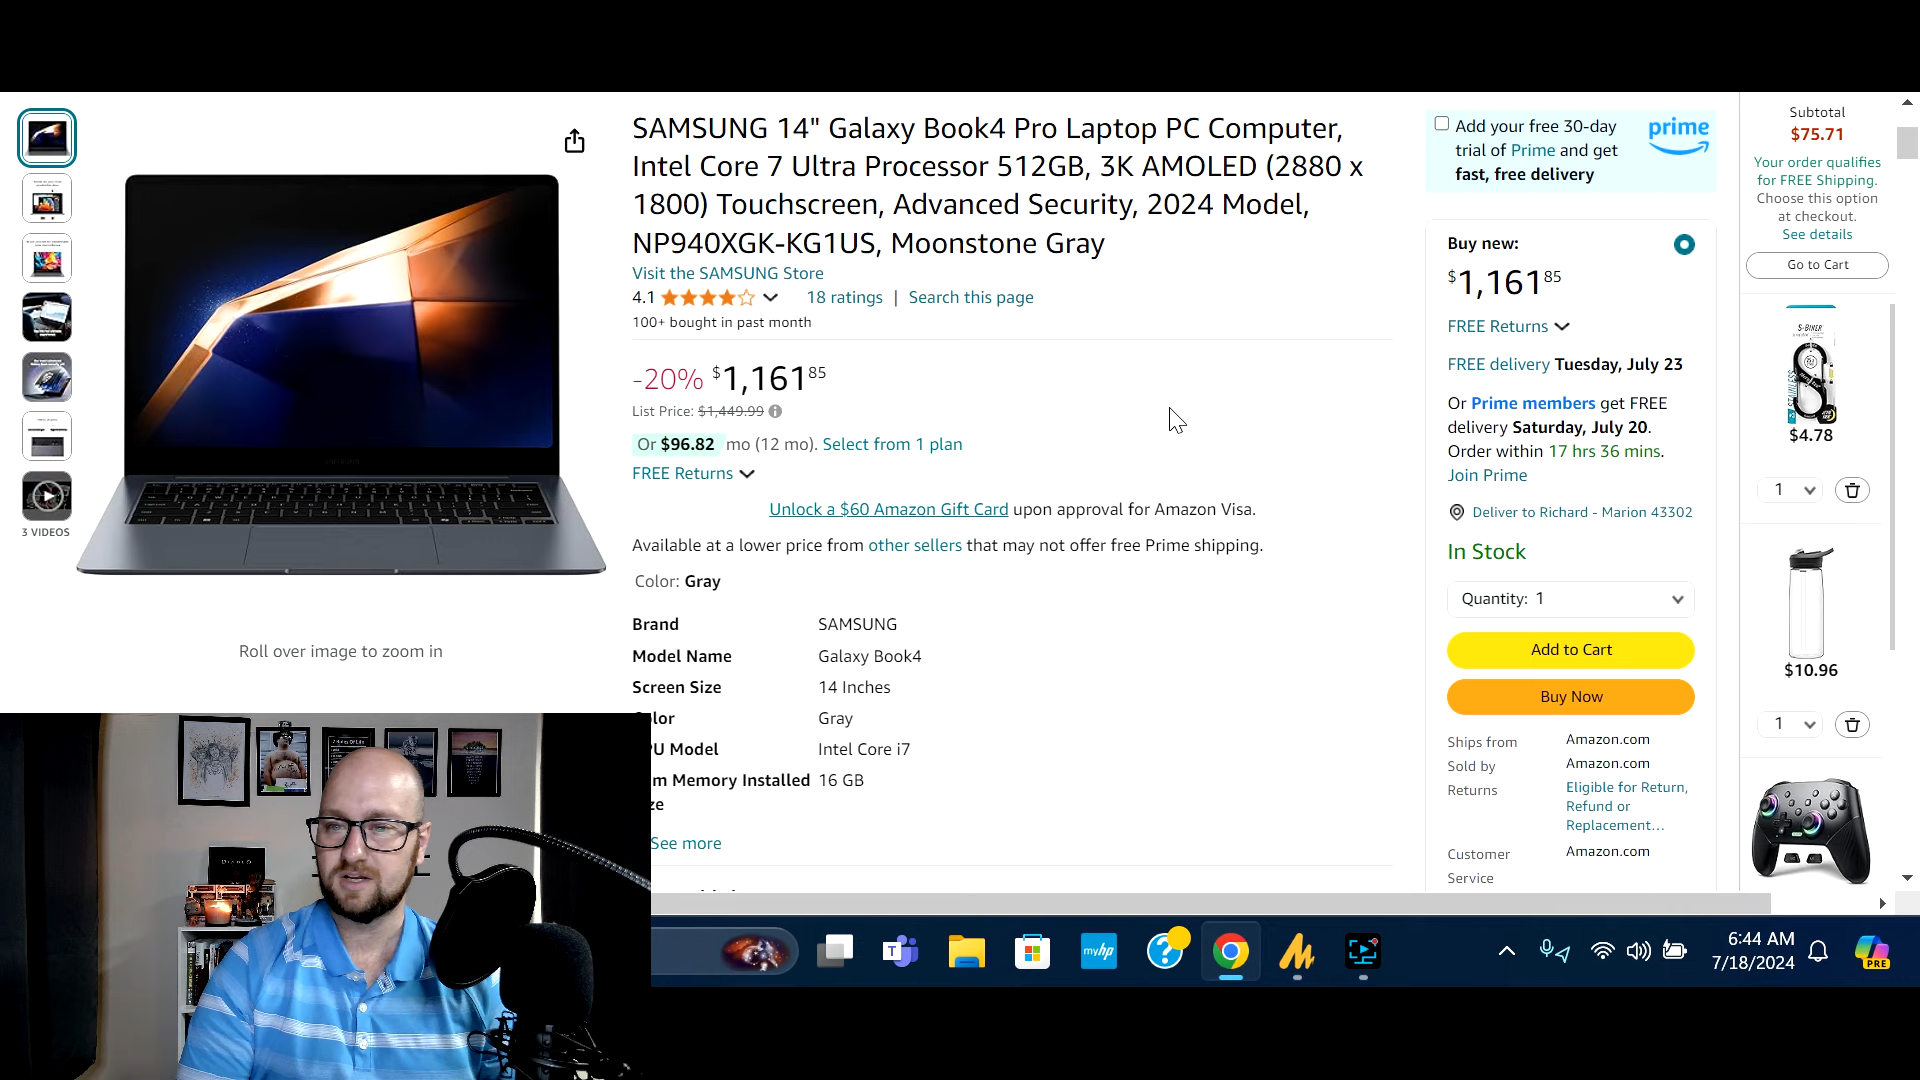 SAMSUNG 14" Galaxy Book4 Pro Laptop PC Computer,
Intel Core 7 Ultra Processor 512GB, 3K AMOLED (2880 x
1800) Touchscreen, Advanced Security, 2024 Model,
NP940XGK-KG1US, Moonstone Gray
Visit the SAMSUNG Store
4.1 18 ratings | Search this page
100+ bought in past month
-20% $1,161 85
List Price: $1,449.99
Or $96.82 mo (12 mo). Select from 1 plan
FREE Returns
Unlock a $60 Amazon Gift Card upon approval for Amazon Visa.
Available at a lower price from other sellers that may not offer free Prime shipping.
Color: Gray
Brand SAMSUNG
Model Name Galaxy Book4
Screen Size 14 Inches
lor Gray
PU Model Intel Core i7
m Memory Installed 16 GB
ze
See more
3 VIDEOS
Roll over image to zoom in
Add your free 30-day
trial of Prime and get
fast, free delivery
prime
Buy new:
$1,161 85
FREE Returns
FREE delivery Tuesday, July 23
Or Prime members get FREE
delivery Saturday, July 20.
Order within 17 hrs 36 mins.
Join Prime
Deliver to Richard - Marion 43302
In Stock
Quantity: 1
Add to Cart
Buy Now
Ships from Amazon.com
Sold by Amazon.com
Returns Eligible for Return,
Refund or
Replacement...
Customer Amazon.com
Service
Subtotal
$75.71
Your order qualifies
for FREE Shipping.
Choose this option
at checkout.
See details
Go to Cart
S-BINER
$4.78
1
$10.96
1
DIABLO
T
myhp
?
6:44 AM
7/18/2024
PRE